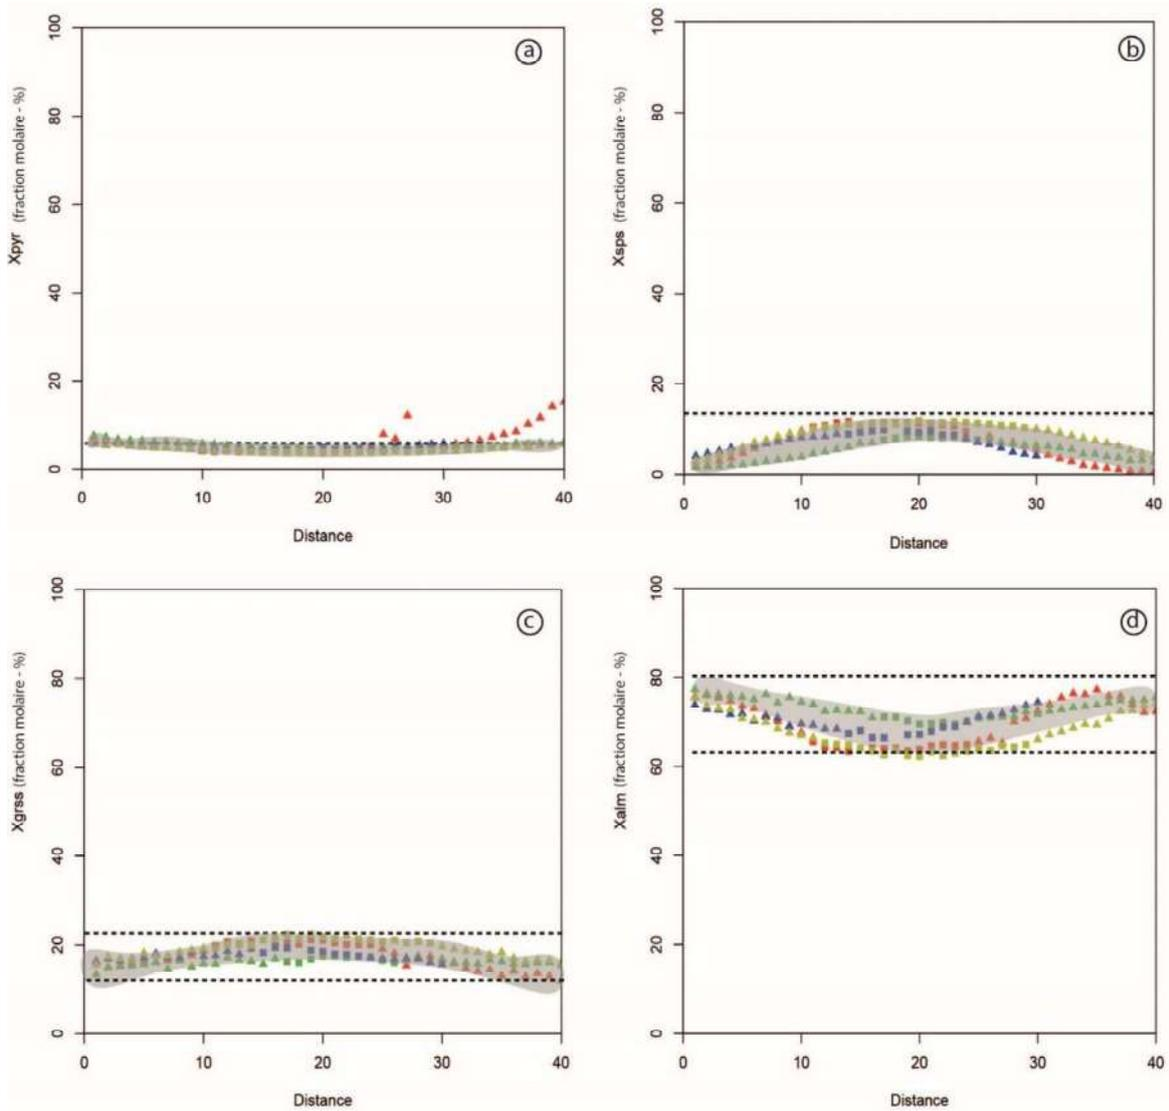 a
Xpyr (fraction molaire - %)
100
80
60
40
20
0
0 10 20 30 40
Distance
b
Xsps (fraction molaire - %)
100
80
60
40
20
0
0 10 20 30 40
Distance
c
Xgrss (fraction molaire - %)
100
80
60
40
20
0
0 10 20 30 40
Distance
d
Xalm (fraction molaire - %)
100
80
60
40
20
0
0 10 20 30 40
Distance